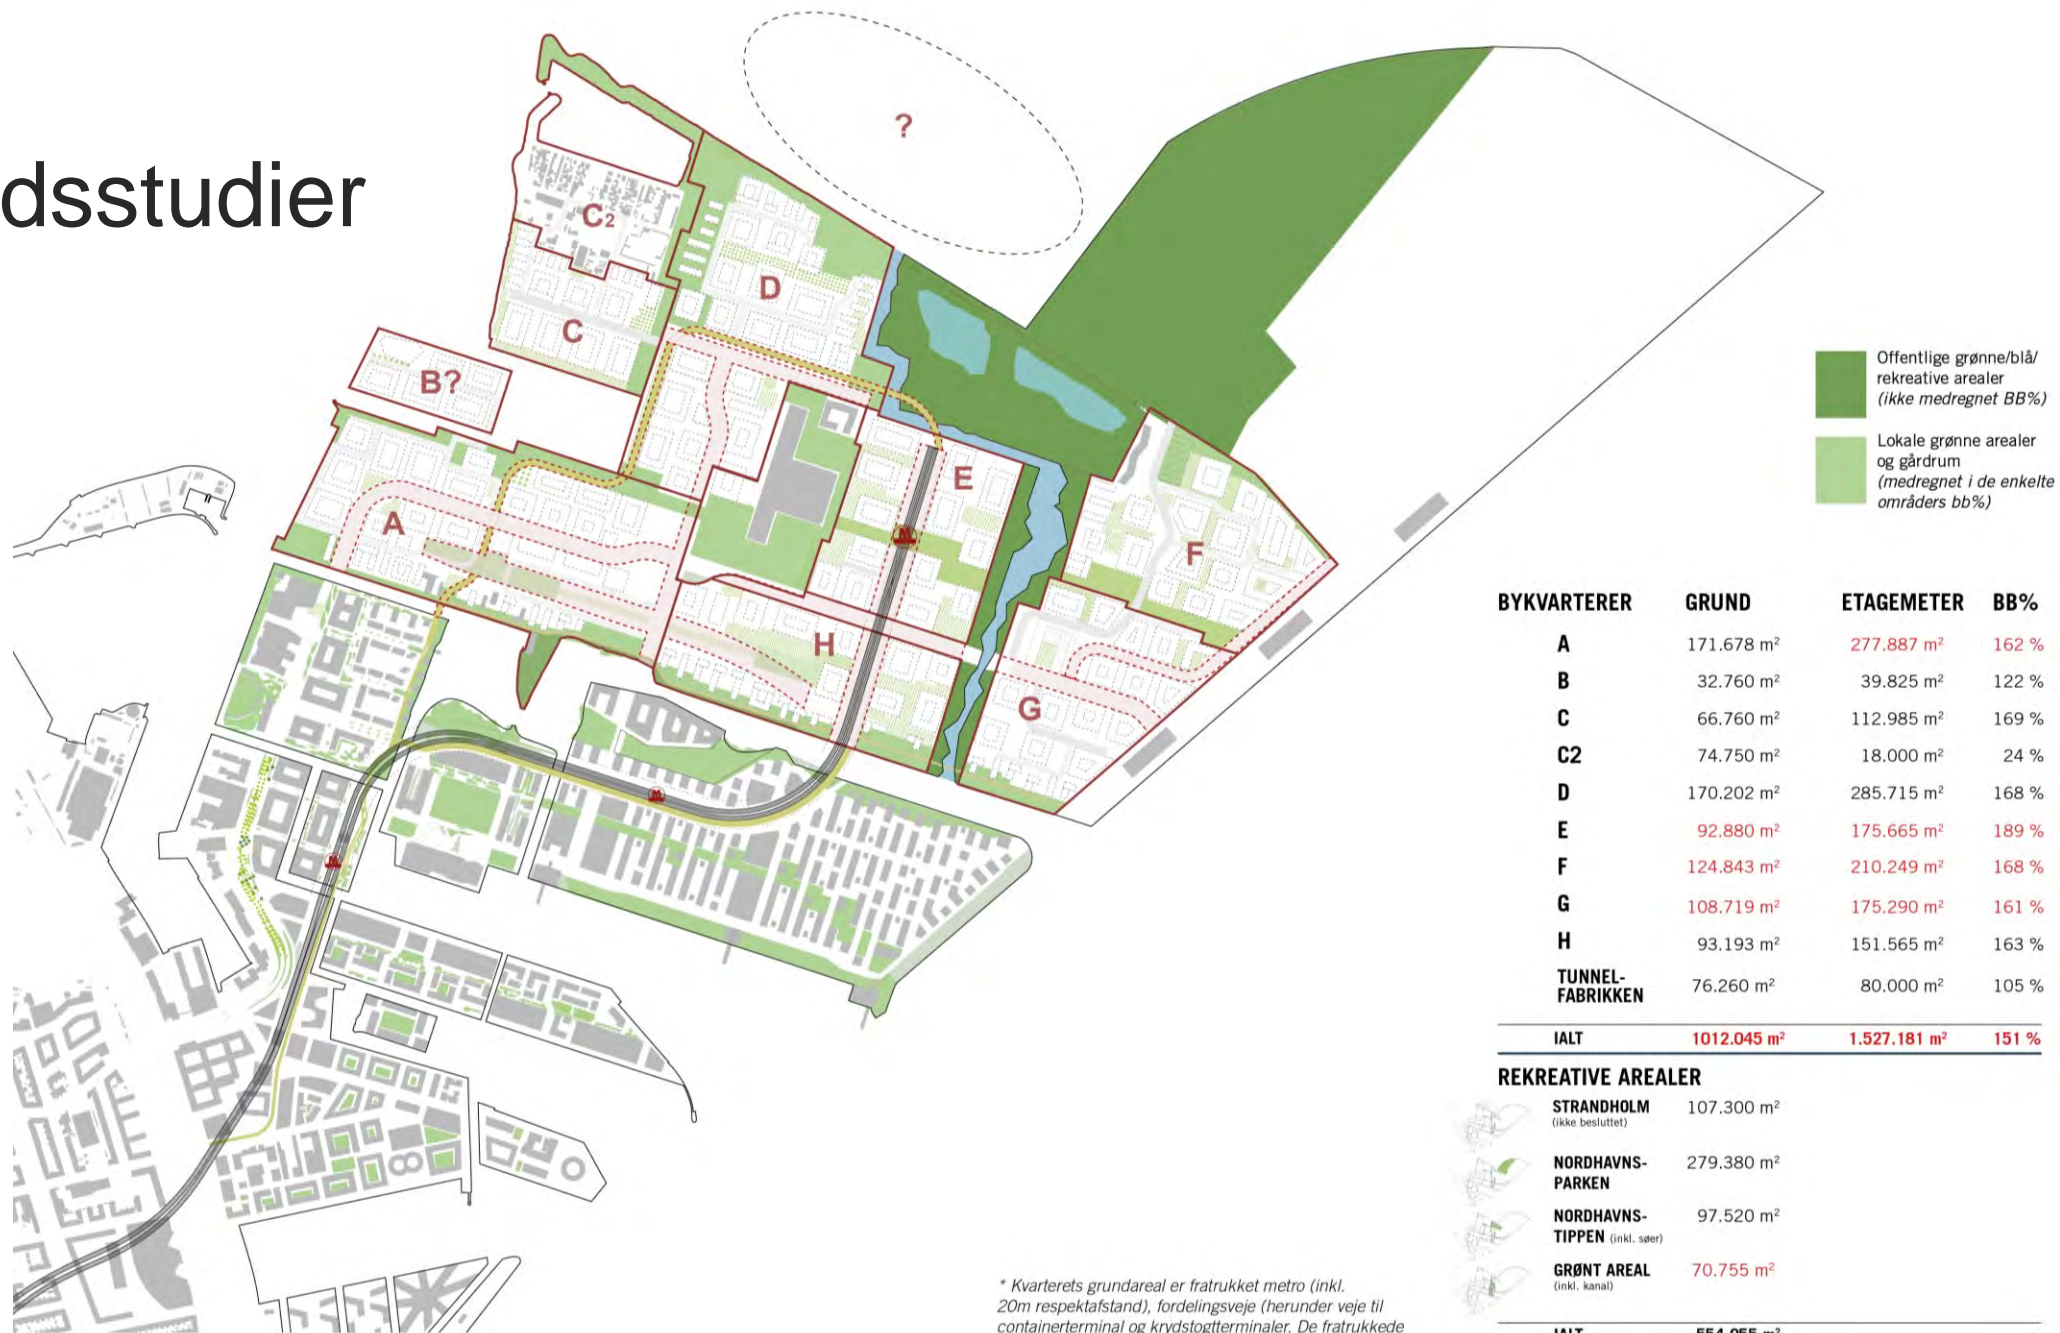 dsstudier
?
C2
D
C
B?
E
A
F
H
G
M
M
M
Offentlige grønne/blå/
rekreative arealer
(ikke medregnet BB%)
Lokale grønne arealer
og gårdrum
(medregnet i de enkelte
områders bb%)
BYKVARTERER GRUND ETAGEMETER BB%
A 171.678 m² 277.887 m² 162 %
B 32.760 m² 39.825 m² 122 %
C 66.760 m² 112.985 m² 169 %
C2 74.750 m² 18.000 m² 24 %
D 170.202 m² 285.715 m² 168 %
E 92.880 m² 175.665 m² 189 %
F 124.843 m² 210.249 m² 168 %
G 108.719 m² 175.290 m² 161 %
H 93.193 m² 151.565 m² 163 %
TUNNEL-
FABRIKKEN 76.260 m² 80.000 m² 105 %
IALT 1012.045 m² 1.527.181 m² 151 %
REKREATIVE AREALER
STRANDHOLM 107.300 m²
(ikke besluttet)
NORDHAVNS- 279.380 m²
PARKEN
NORDHAVNS- 97.520 m²
TIPPEN (inkl. søer)
GRØNT AREAL 70.755 m²
(inkl. kanal)
IALT 554.955 m²
* Kvarterets grundareal er fratrukket metro (inkl.
20m respektafstand), fordelingsveje (herunder veje til
containerterminal og krydstogtterminaler. De fratrukkede